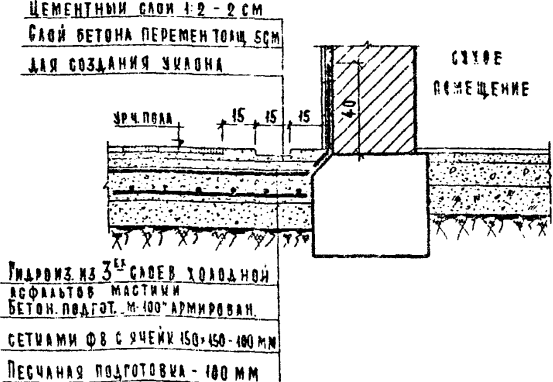 ЦЕМЕНТНЫЙ СЛОЙ 1:2 - 2 СМ
СЛОЙ БЕТОНА ПЕРЕМЕН ТОЛЩ 5СМ
ДЛЯ СОЗДАНИЯ УКЛОНА
СУХОЕ
ПОМЕЩЕНИЕ
УР.Ч. ПОЛА
15 15 15
40
ГИДРОИЗ. ИЗ 3ЕХ СЛОЕВ ХОЛОДНОЙ
АСФАЛЬТОВ МАСТИКИ
БЕТОН. ПОДГОТ. М-100" АРМИРОВАН.
СЕТКАМИ Ф8 С ЯЧЕЙК 150×150-100 ММ
ПЕСЧАНАЯ ПОДГОТОВКА - 100 ММ